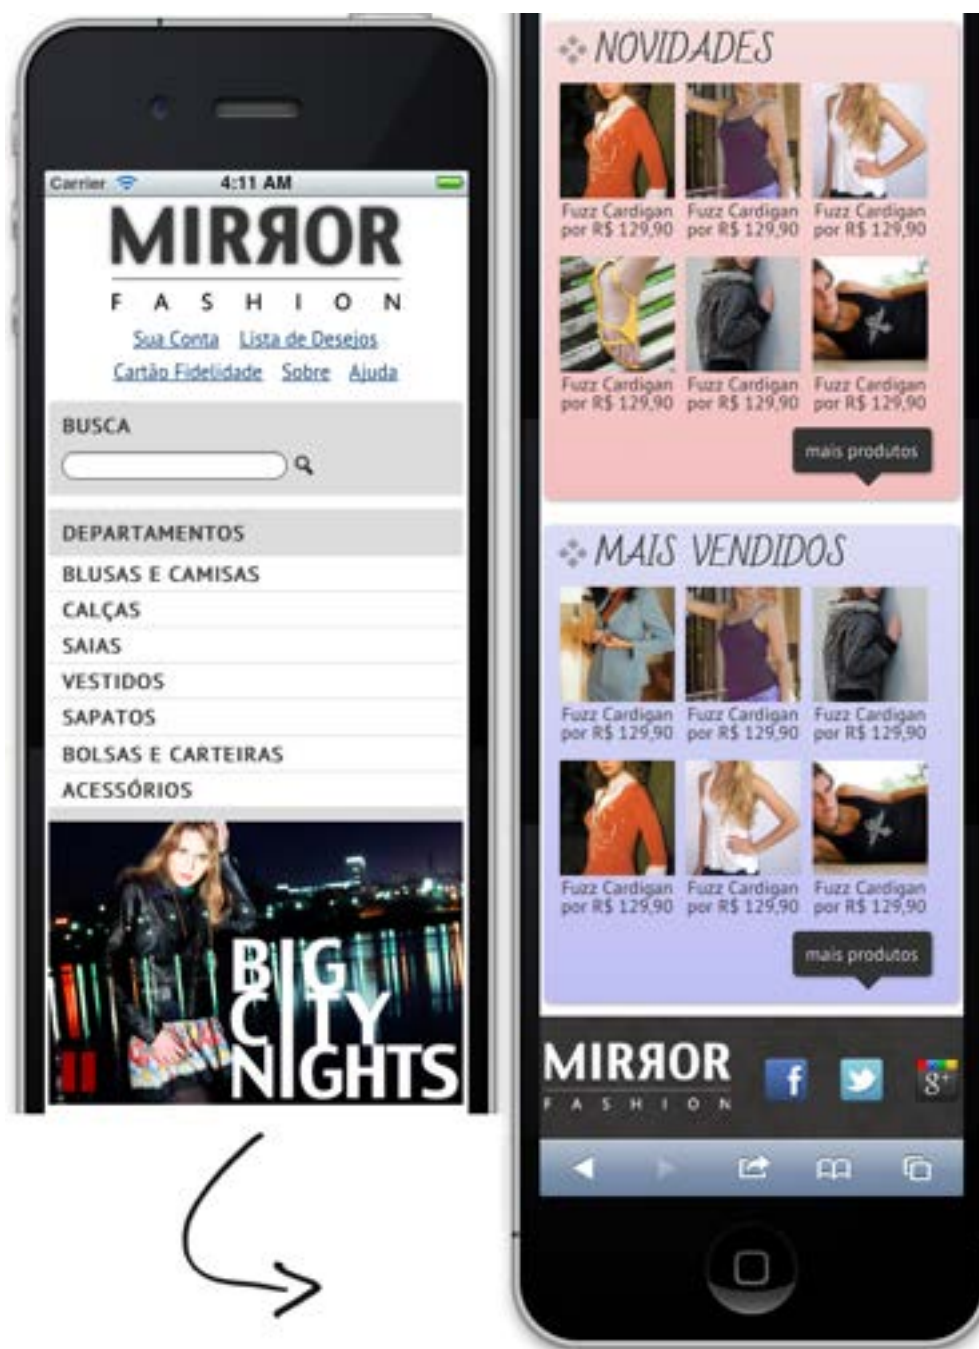 Carrier 4:11 AM
MIRЯOR
FASHION
Sua Conta Lista de Desejos
Cartão Fidelidade Sobre Ajuda
BUSCA
DEPARTAMENTOS
BLUSAS E CAMISAS
CALÇAS
SAIAS
VESTIDOS
SAPATOS
BOLSAS E CARTEIRAS
ACESSÓRIOS
BIG
CITY
NIGHTS
NOVIDADES
Fuzz Cardigan Fuzz Cardigan Fuzz Cardigan
por R$ 129,90 por R$ 129,90 por R$ 129,90
Fuzz Cardigan Fuzz Cardigan Fuzz Cardigan
por R$ 129,90 por R$ 129,90 por R$ 129,90
mais produtos
MAIS VENDIDOS
Fuzz Cardigan Fuzz Cardigan Fuzz Cardigan
por R$ 129,90 por R$ 129,90 por R$ 129,90
Fuzz Cardigan Fuzz Cardigan Fuzz Cardigan
por R$ 129,90 por R$ 129,90 por R$ 129,90
mais produtos
MIRЯOR
FASHION
f
g+